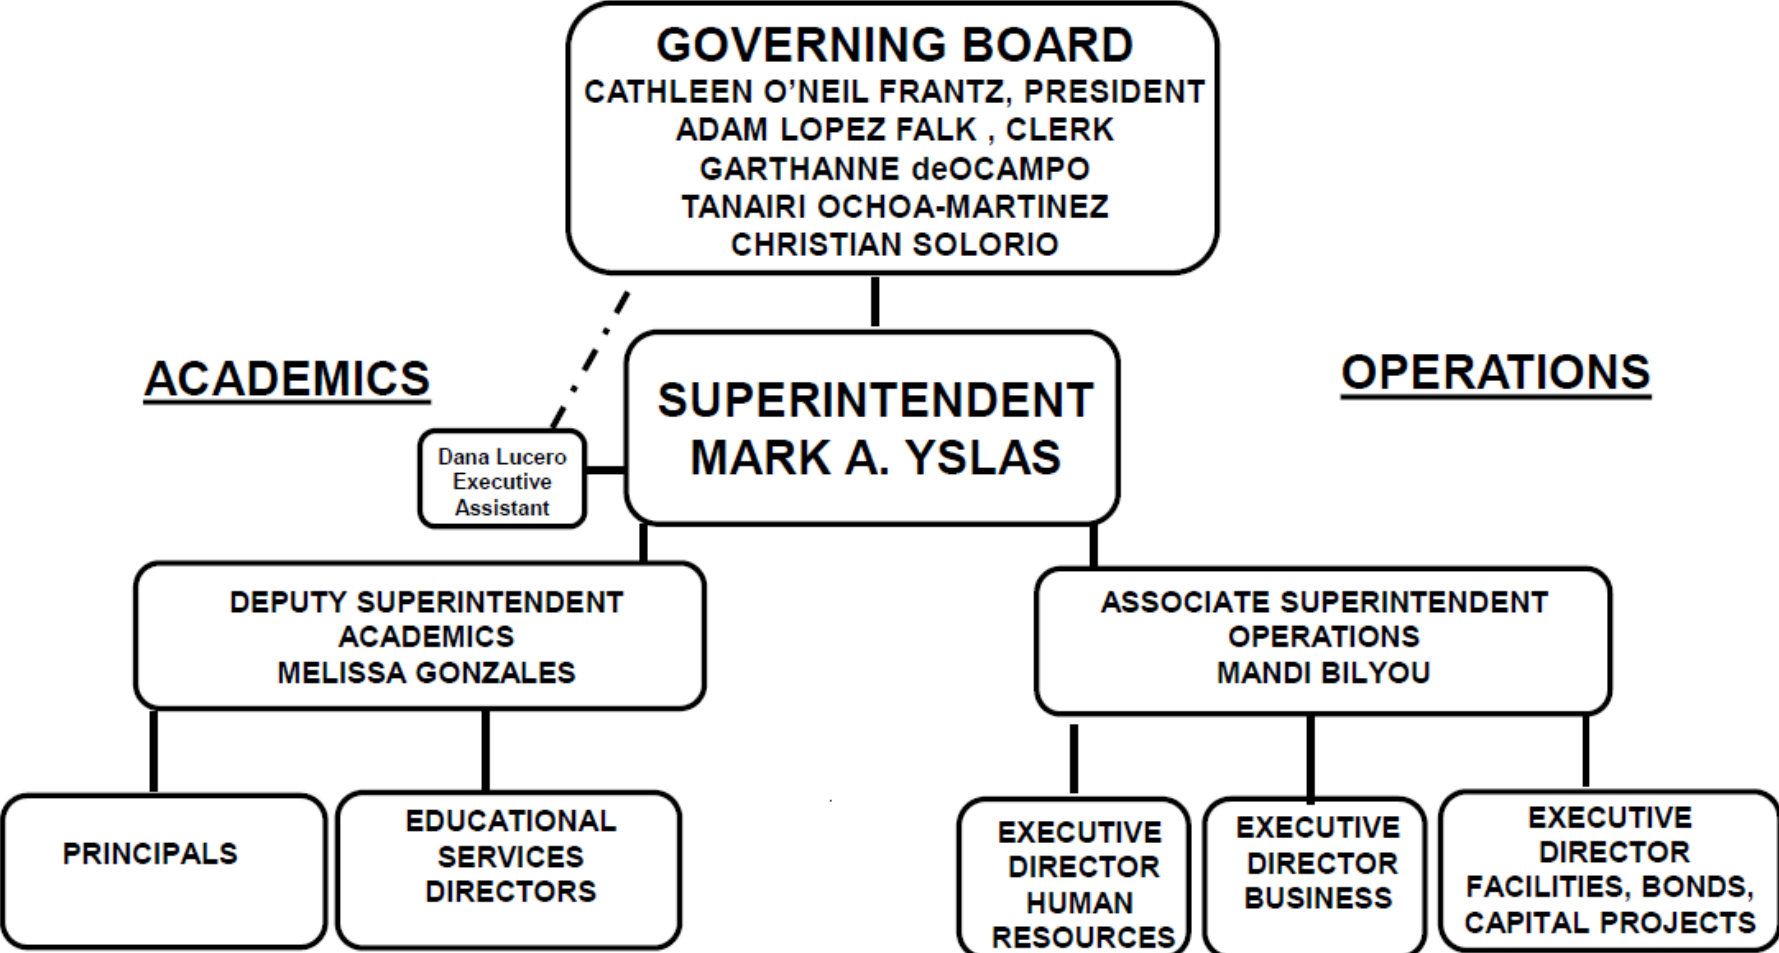 GOVERNING BOARD
CATHLEEN O’NEIL FRANTZ, PRESIDENT
ADAM LOPEZ FALK , CLERK
GARTHANNE deOCAMPO
TANAIRI OCHOA-MARTINEZ
CHRISTIAN SOLORIO
ACADEMICS
OPERATIONS
SUPERINTENDENT
MARK A. YSLAS
Dana Lucero
Executive
Assistant
DEPUTY SUPERINTENDENT
ACADEMICS
MELISSA GONZALES
ASSOCIATE SUPERINTENDENT
OPERATIONS
MANDI BILYOU
PRINCIPALS
EDUCATIONAL
SERVICES
DIRECTORS
EXECUTIVE
DIRECTOR
HUMAN
RESOURCES
EXECUTIVE
DIRECTOR
BUSINESS
EXECUTIVE
DIRECTOR
FACILITIES, BONDS,
CAPITAL PROJECTS